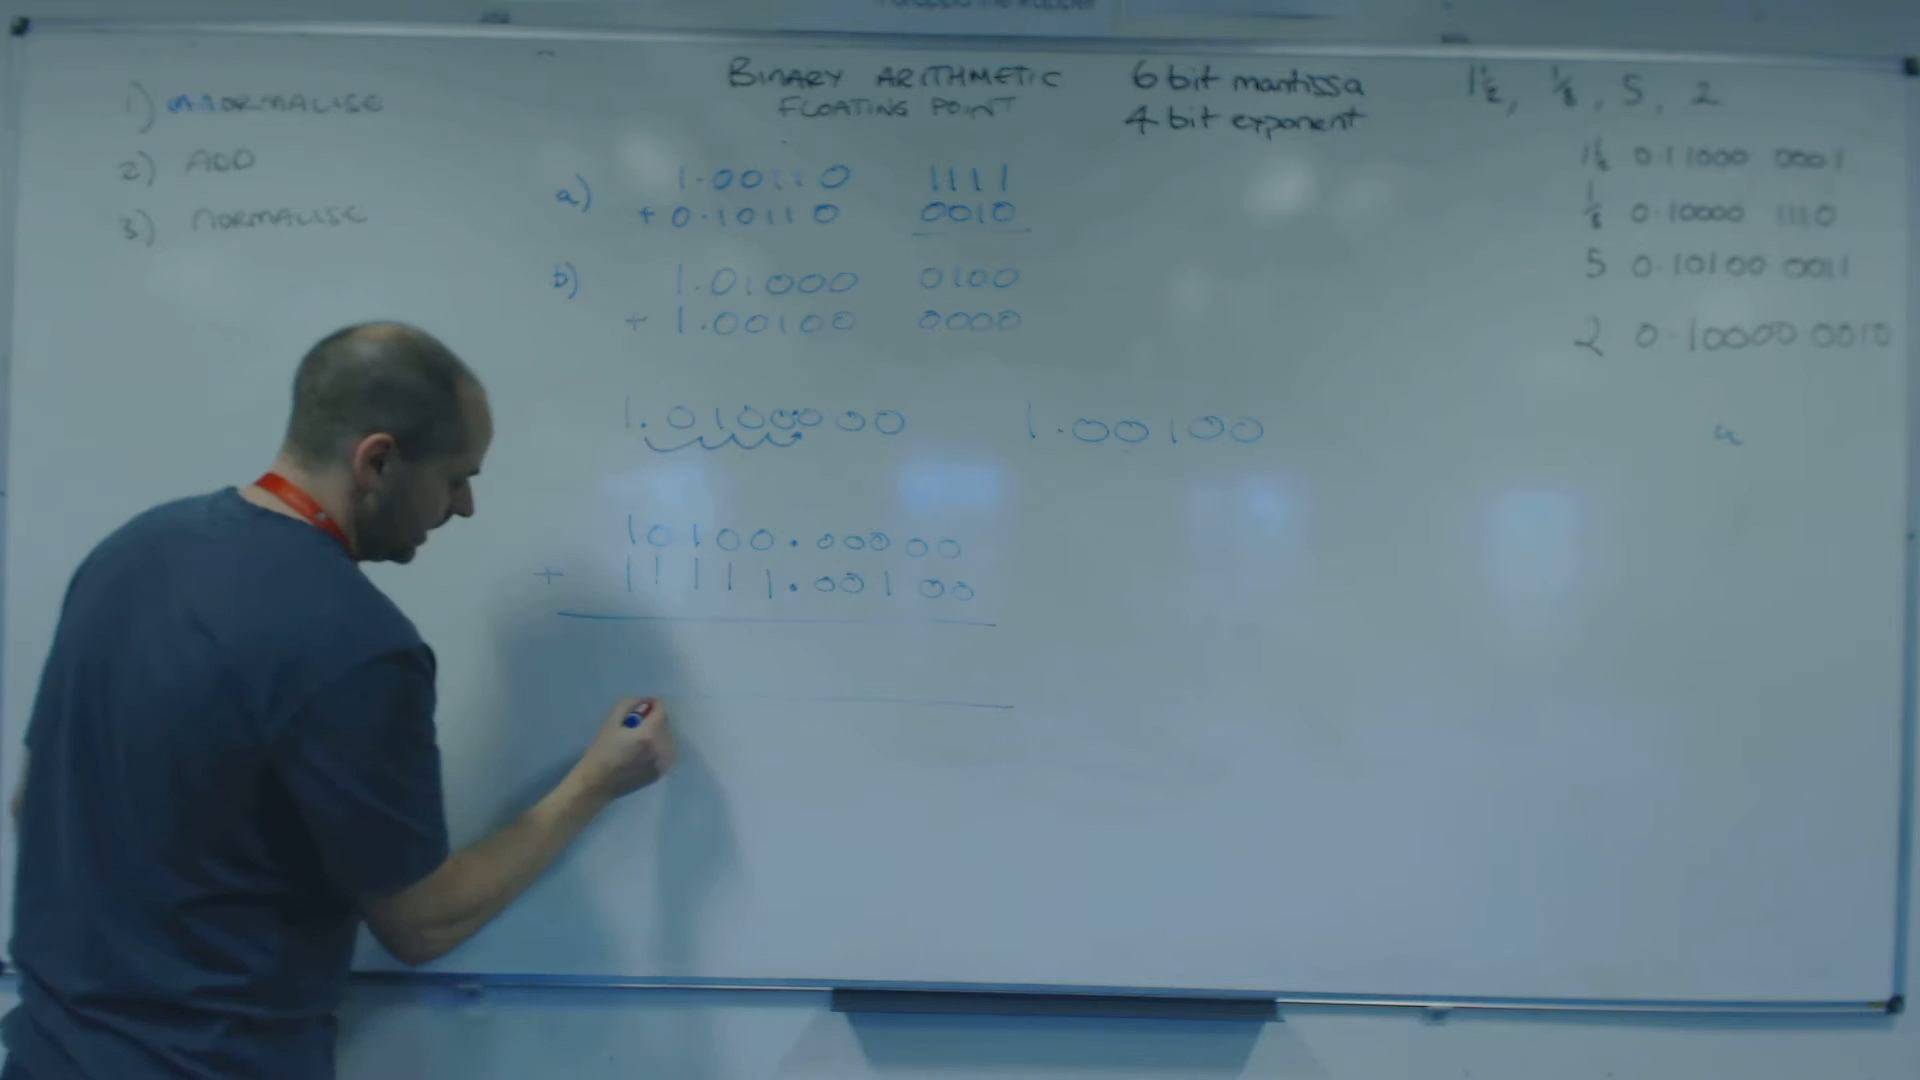 1) UN-NORMALISE
2) ADD
3) NORMALISE
BINARY ARITHMETIC
FLOATING POINT
6 bit mantissa
4 bit exponent
1½, ⅛, 5, 2
1½ 0.11000 0001
⅛ 0.10000 1110
5 0.10100 0011
2 0.10000 0010
a) 1.00110 1111
+ 0.10110 0010
b) 1.01000 0100
+ 1.00100 0000
1.0100000 1.00100
10100.00000
+ 11111.00100